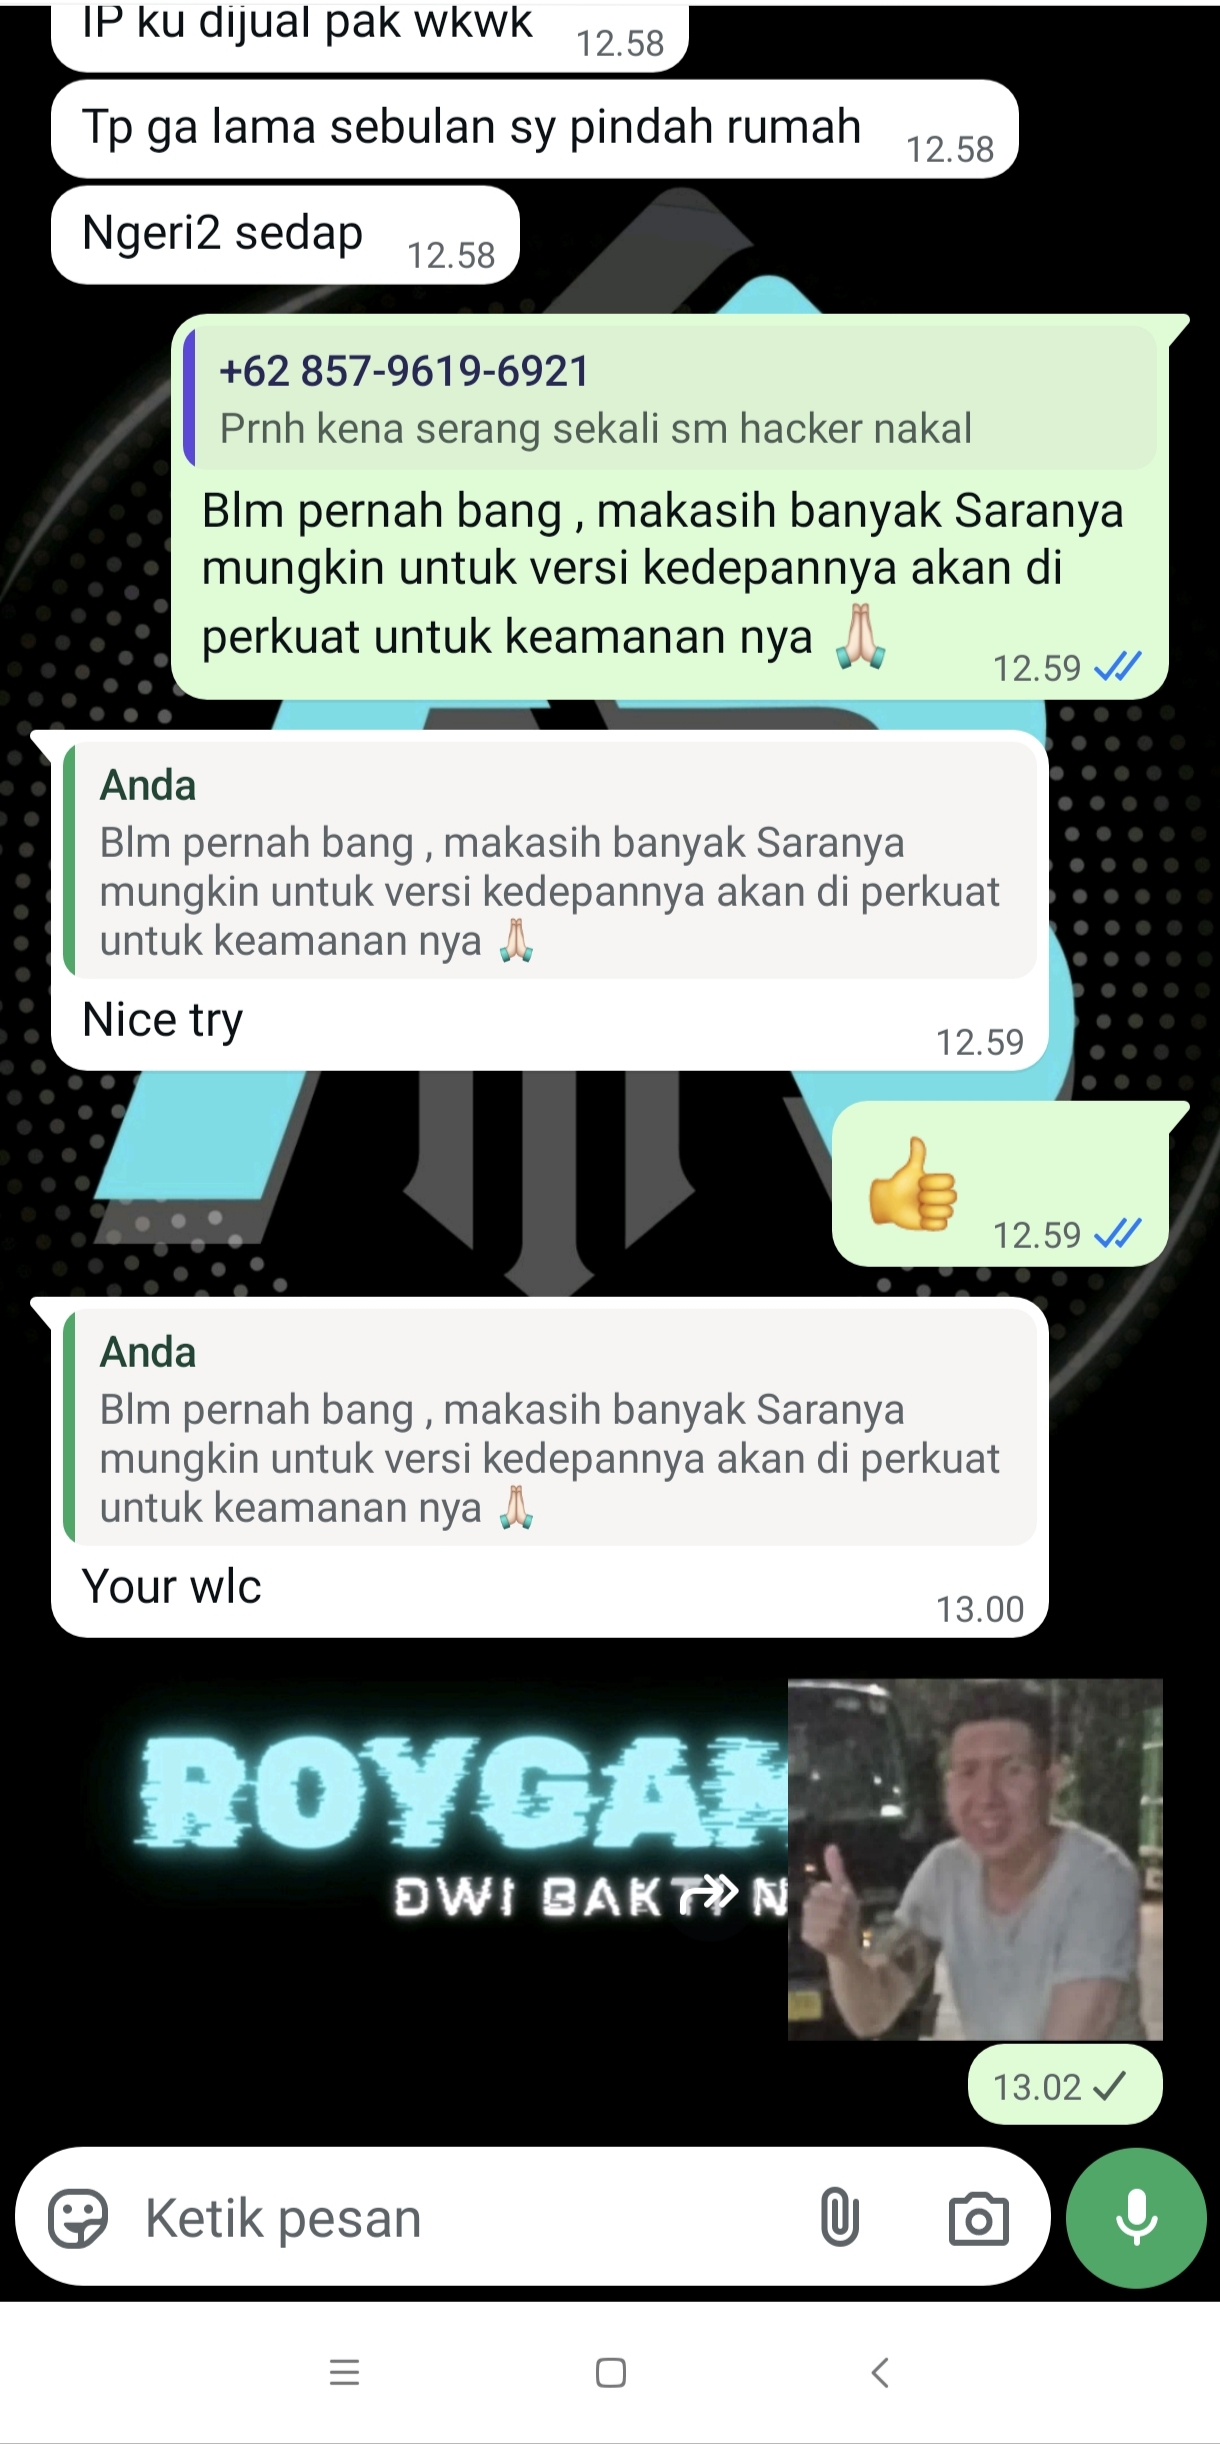 IP ku dijual pak wkwk 12.58
Tp ga lama sebulan sy pindah rumah 12.58
Ngeri2 sedap 12.58
+62 857-9619-6921
Prnh kena serang sekali sm hacker nakal
Blm pernah bang , makasih banyak Saranya
mungkin untuk versi kedepannya akan di
perkuat untuk keamanan nya 🙏🏻 12.59
Anda
Blm pernah bang , makasih banyak Saranya
mungkin untuk versi kedepannya akan di perkuat
untuk keamanan nya 🙏🏻
Nice try 12.59
👍 12.59
Anda
Blm pernah bang , makasih banyak Saranya
mungkin untuk versi kedepannya akan di perkuat
untuk keamanan nya 🙏🏻
Your wlc 13.00
ROYGAM
DWI BAKTI N
13.02
Ketik pesan